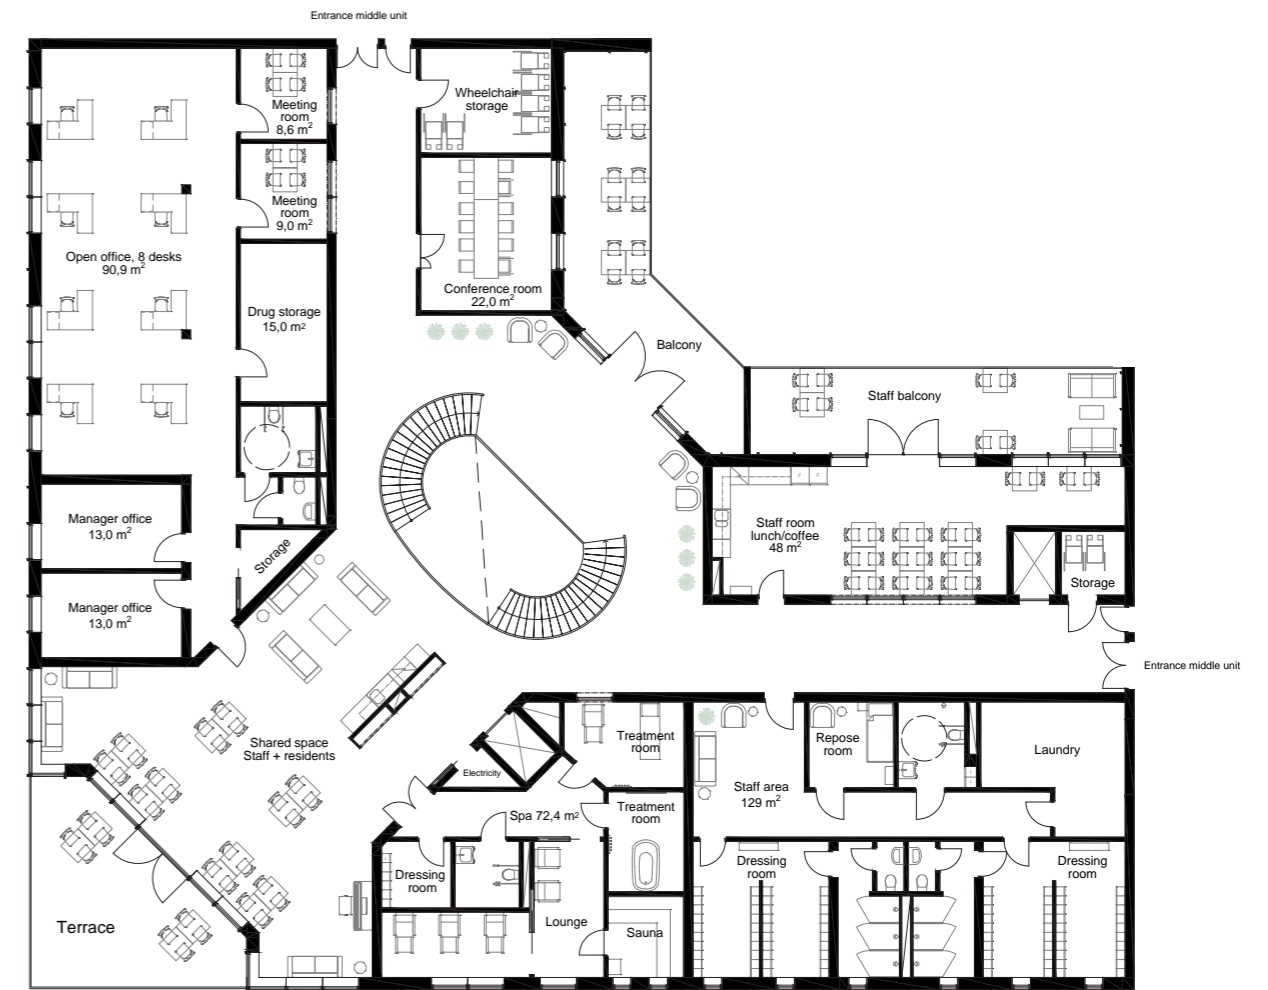 Entrance middle unit
Wheelchair
storage
Meeting
room
8,6 m²
Meeting
room
9,0 m²
Open office, 8 desks
90,9 m²
Conference room
22,0 m²
Drug storage
15,0 m²
Balcony
Staff balcony
Manager office
13,0 m²
Staff room
lunch/coffee
48 m²
Storage
Storage
Manager office
13,0 m²
Entrance middle unit
Shared space
Staff + residents
Treatment
room
Repose
room
Laundry
Electricity
Staff area
129 m²
Spa 72,4 m²
Treatment
room
Dressing
room
Dressing
room
Dressing
room
Terrace
Lounge
Sauna